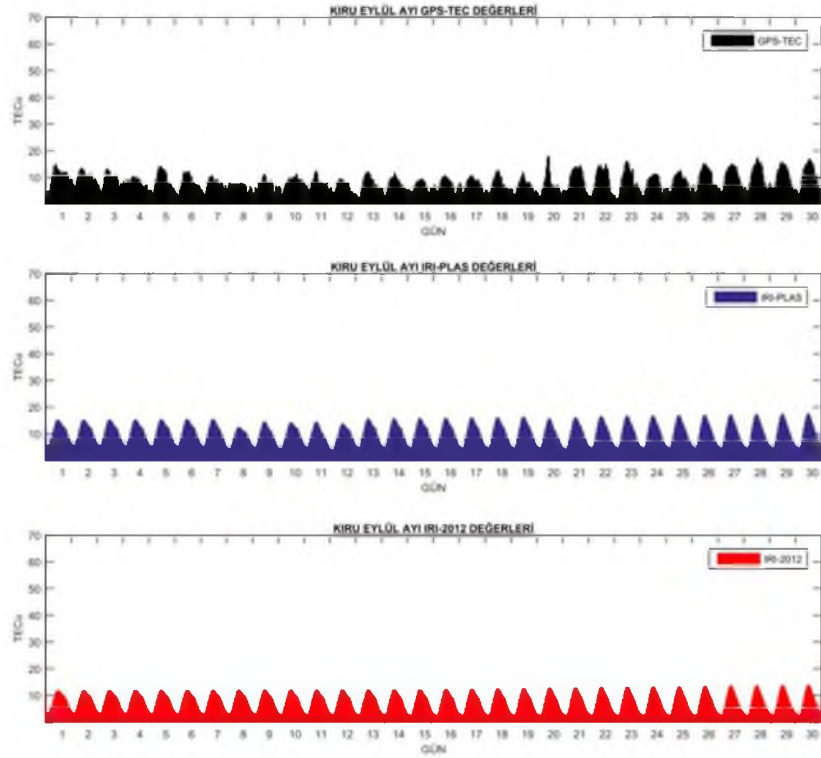 KIRU EYLÜL AYI GPS-TEC DEĞERLERİ
70
60
50
40
30
20
10
TECu
GPS-TEC
1 2 3 4 5 6 7 8 9 10 11 12 13 14 15 16 17 18 19 20 21 22 23 24 25 26 27 28 29 30
GÜN
KIRU EYLÜL AYI IRI-PLAS DEĞERLERİ
70
60
50
40
30
20
10
TECu
IRI-PLAS
1 2 3 4 5 6 7 8 9 10 11 12 13 14 15 16 17 18 19 20 21 22 23 24 25 26 27 28 29 30
GÜN
KIRU EYLÜL AYI IRI-2012 DEĞERLERİ
70
60
50
40
30
20
10
TECu
IRI-2012
1 2 3 4 5 6 7 8 9 10 11 12 13 14 15 16 17 18 19 20 21 22 23 24 25 26 27 28 29 30
GÜN